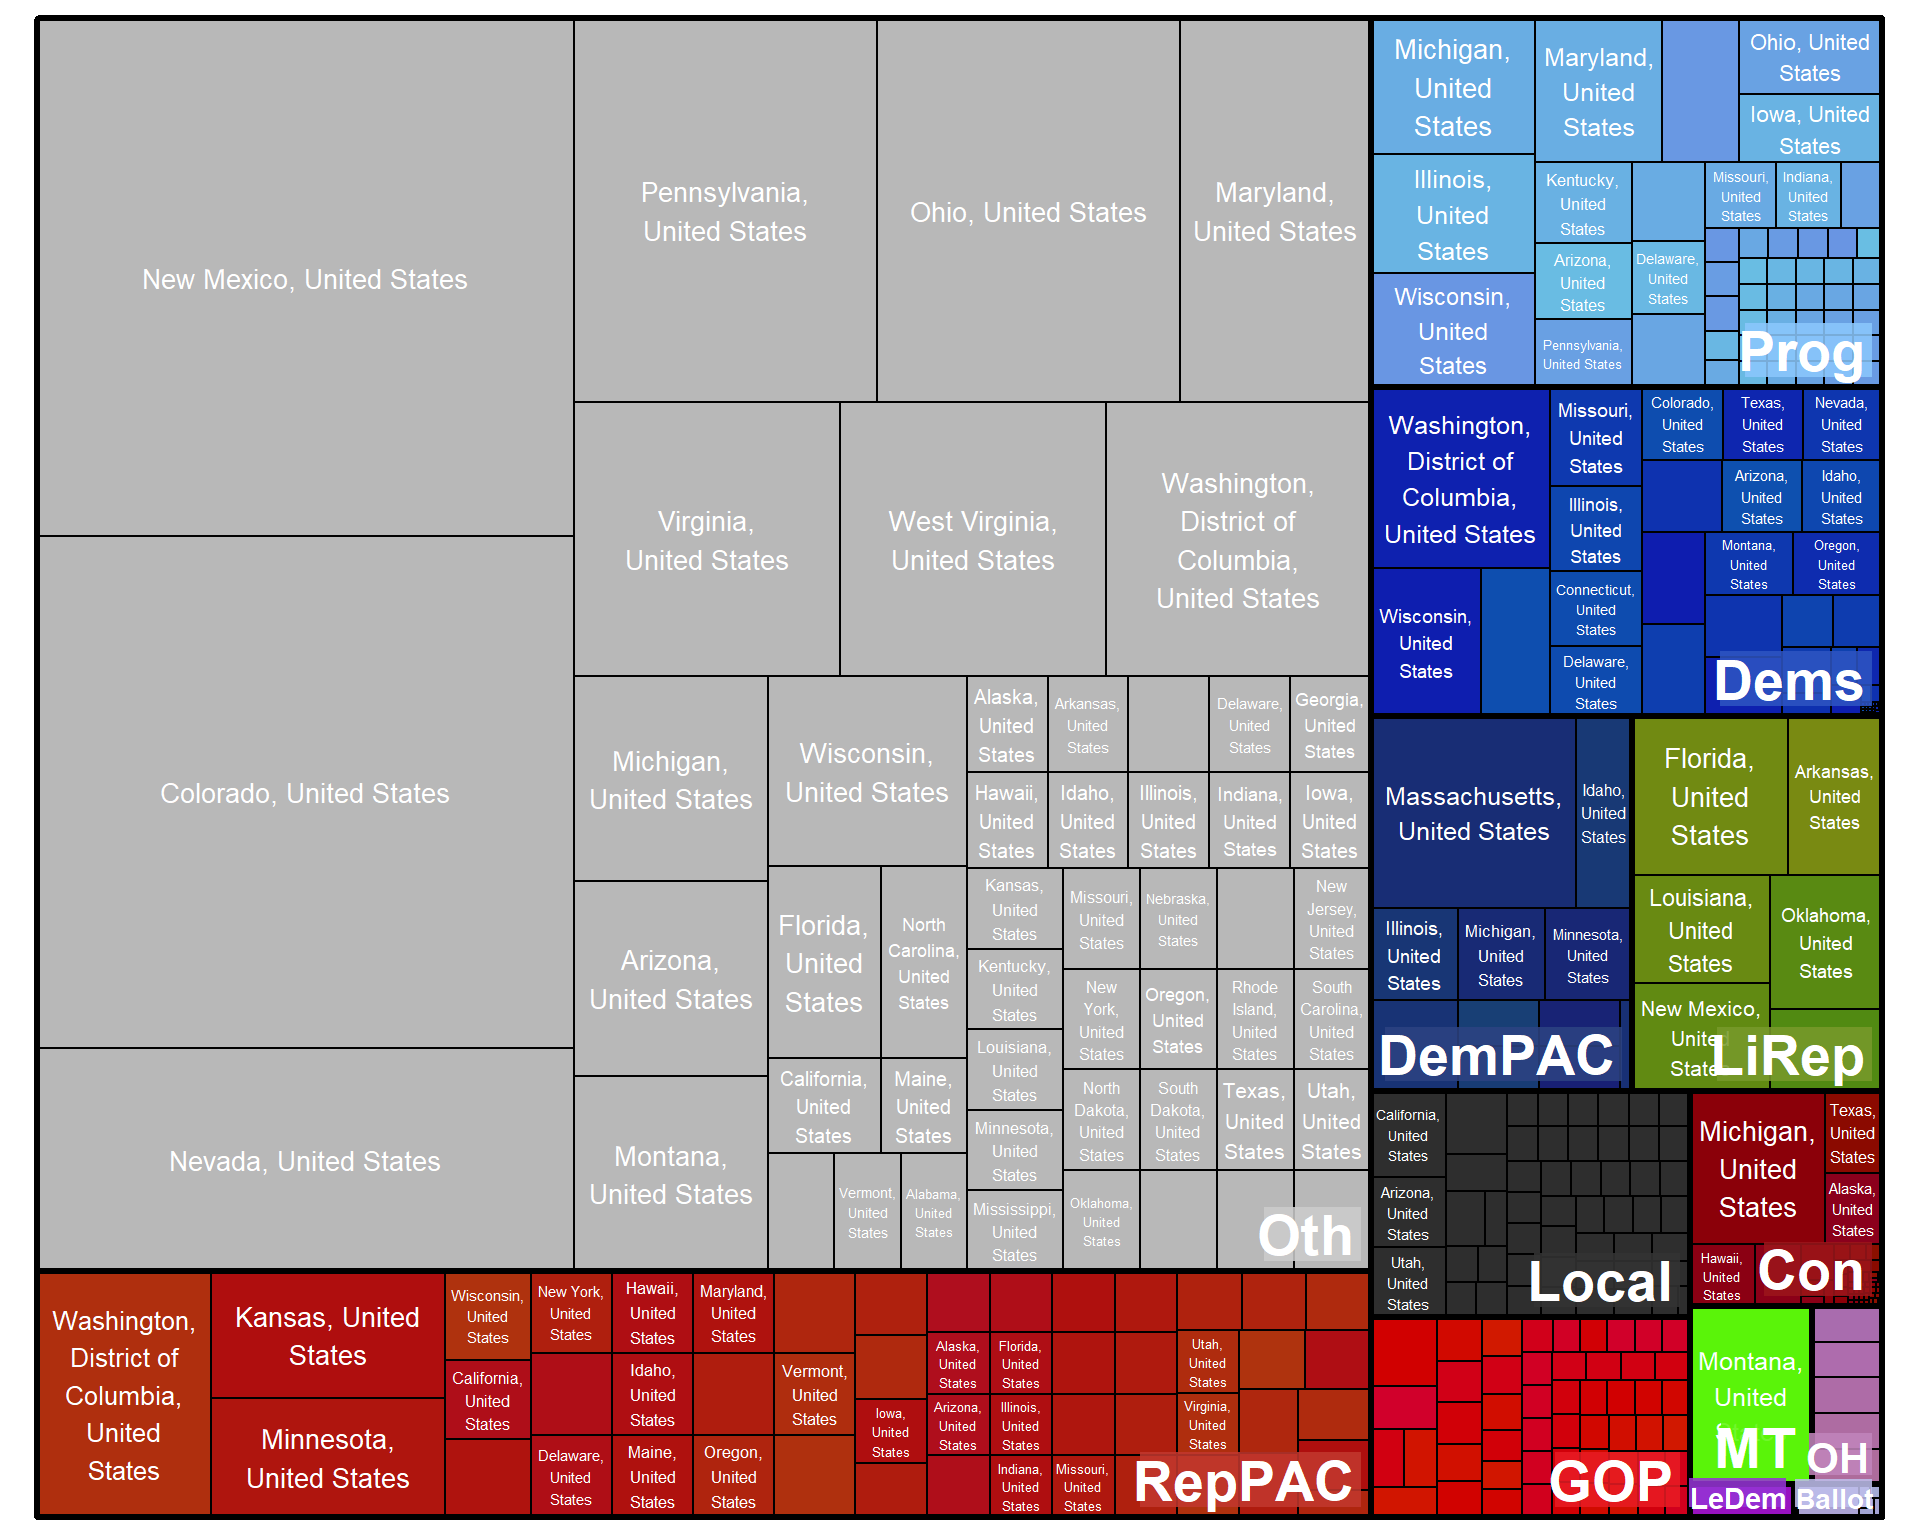 New Mexico, United States
Colorado, United States
Nevada, United States
Pennsylvania,
United States
Ohio, United States
Maryland,
United States
Virginia,
United States
West Virginia,
United States
Washington,
District of
Columbia,
United States
Michigan,
United States
Arizona,
United States
Montana,
United States
Wisconsin,
United States
Florida,
United
States
North
Carolina,
United
States
California,
United
States
Maine,
United
States
Vermont,
United
States
Alabama,
United
States
Alaska,
United
States
Arkansas,
United
States
Delaware,
United
States
Georgia,
United
States
Hawaii,
United
States
Idaho,
United
States
Illinois,
United
States
Indiana,
United
States
Iowa,
United
States
Kansas,
United
States
Kentucky,
United
States
Louisiana,
United
States
Minnesota,
United
States
Mississippi,
United
States
Missouri,
United
States
Nebraska,
United
States
New
Jersey,
United
States
New
York,
United
States
Oregon,
United
States
Rhode
Island,
United
States
South
Carolina,
United
States
North
Dakota,
United
States
South
Dakota,
United
States
Texas,
United
States
Utah,
United
States
Oklahoma,
United
States
Oth
Michigan,
United
States
Illinois,
United
States
Wisconsin,
United
States
Maryland,
United
States
Ohio, United
States
Iowa, United
States
Kentucky,
United
States
Arizona,
United
States
Pennsylvania,
United States
Delaware,
United
States
Missouri,
United
States
Indiana,
United
States
Prog
Washington,
District of
Columbia,
United States
Wisconsin,
United
States
Missouri,
United
States
Illinois,
United
States
Connecticut,
United
States
Delaware,
United
States
Colorado,
United
States
Texas,
United
States
Nevada,
United
States
Arizona,
United
States
Idaho,
United
States
Montana,
United
States
Oregon,
United
States
Dems
Massachusetts,
United States
Idaho,
United
States
Illinois,
United
States
Michigan,
United
States
Minnesota,
United
States
DemPAC
Florida,
United
States
Arkansas,
United
States
Louisiana,
United
States
Oklahoma,
United
States
New Mexico,
LiRep
California,
United
States
Arizona,
United
States
Utah,
United
States
Local
Michigan,
United
States
Texas,
United
States
Alaska,
United
States
Hawaii,
United
States
Con
Washington,
District of
Columbia,
United
States
Kansas, United
States
Minnesota,
United States
Wisconsin,
United
States
California,
United
States
New York,
United
States
Delaware,
United
States
Hawaii,
United
States
Idaho,
United
States
Maine,
United
States
Maryland,
United
States
Oregon,
United
States
Vermont,
United
States
Iowa,
United
States
Alaska,
United
States
Arizona,
United
States
Florida,
United
States
Illinois,
United
States
Indiana,
United
States
Missouri,
United
States
Utah,
United
States
Virginia,
United
States
RepPAC
GOP
Montana,
United
MT
OH
LeDem
Ballot